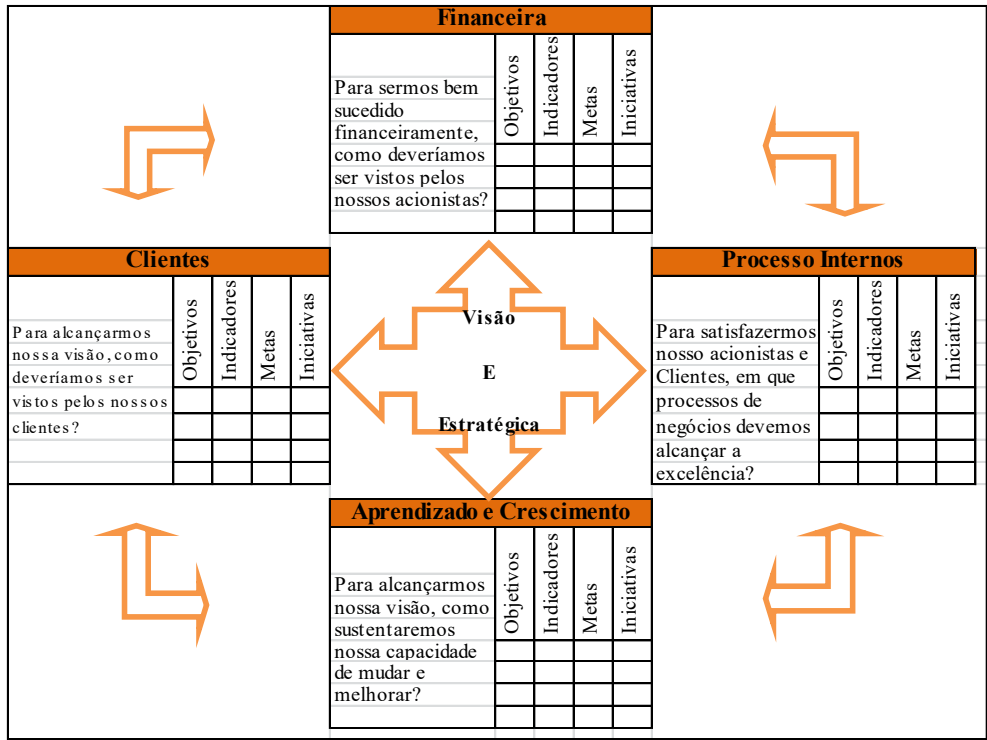 Financeira
Objetivos
Indicadores
Metas
Iniciativas
Para sermos bem
sucedido
financeiramente,
como deveríamos
ser vistos pelos
nossos acionistas?
Clientes
Objetivos
Indicadores
Metas
Iniciativas
Para alcançarmos
nossa visão, como
deveríamos ser
vistos pelos nossos
clientes?
Visão
E
Estratégica
Processo Internos
Objetivos
Indicadores
Metas
Iniciativas
Para satisfazermos
nosso acionistas e
Clientes, em que
processos de
negócios devemos
alcançar a
excelência?
Aprendizado e Crescimento
Objetivos
Indicadores
Metas
Iniciativas
Para alcançarmos
nossa visão, como
sustentaremos
nossa capacidade
de mudar e
melhorar?